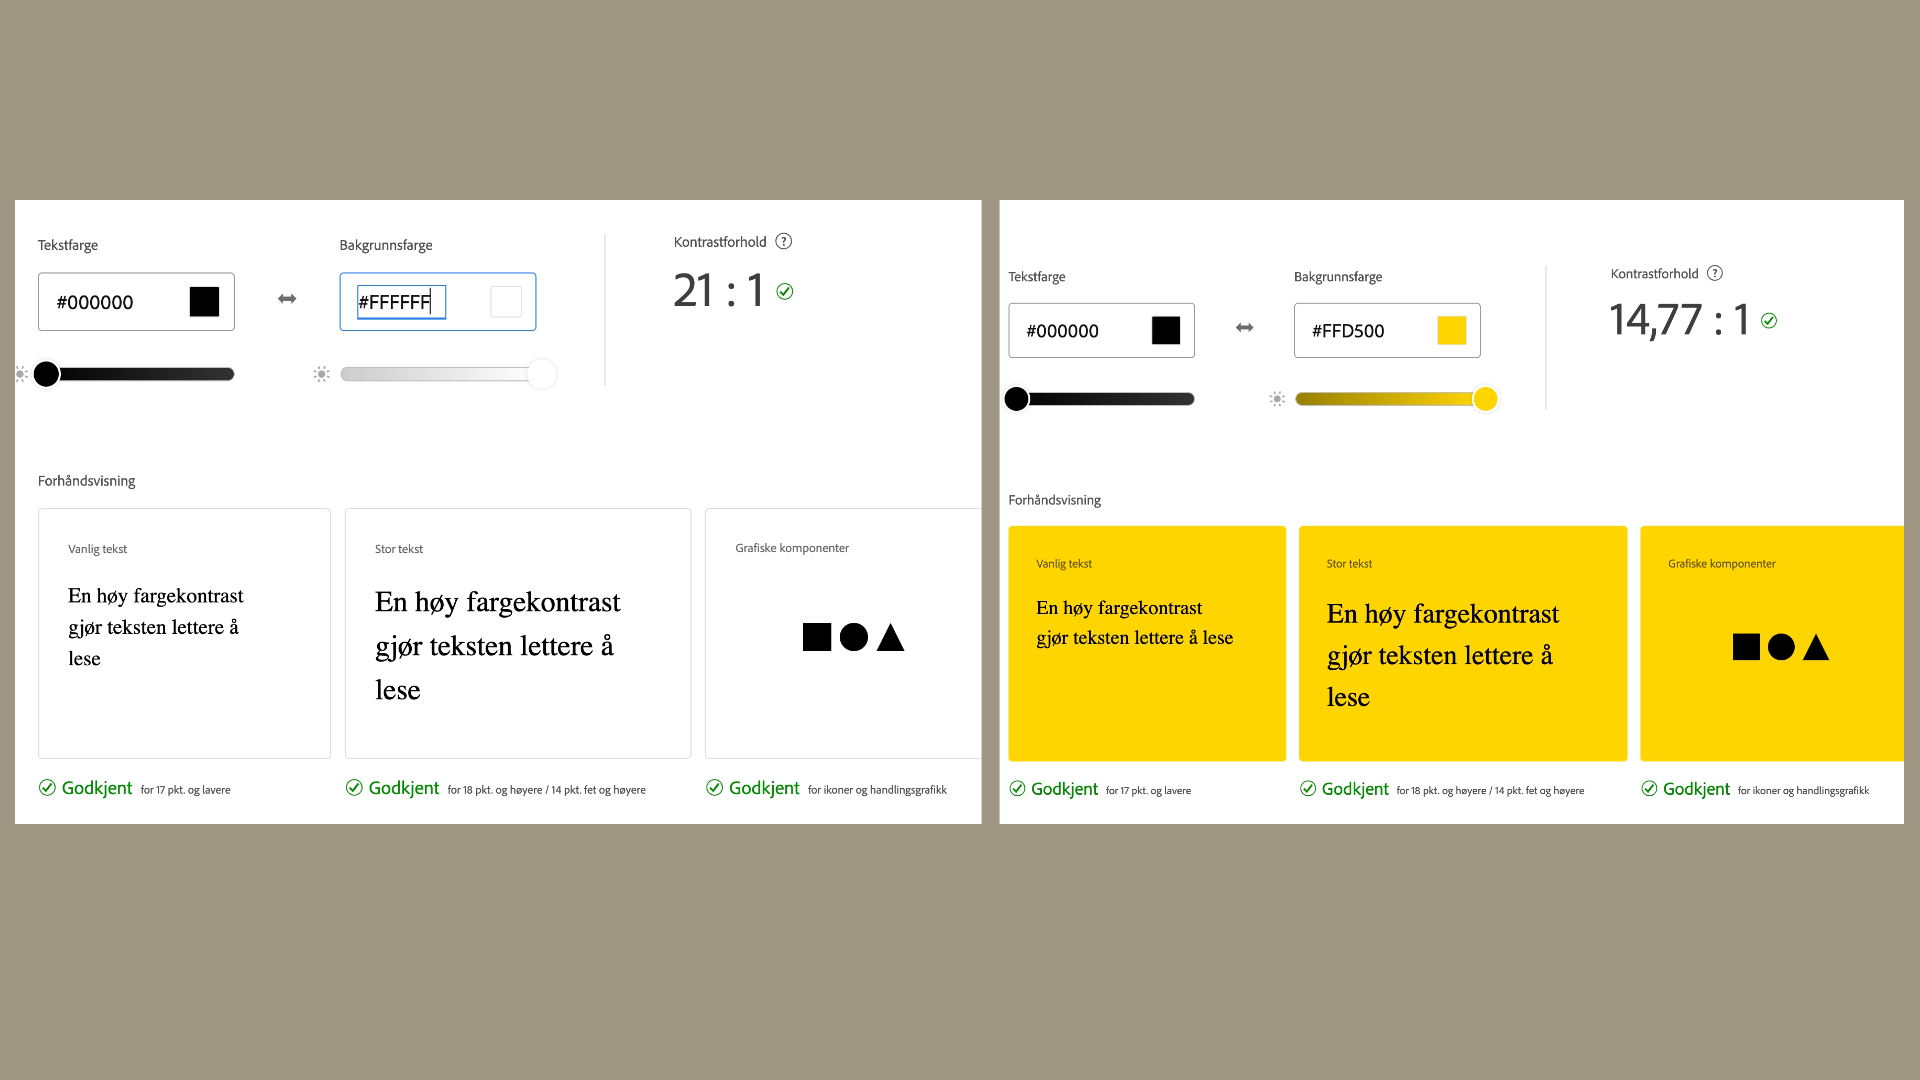 Tekstfarge
Bakgrunnsfarge
Kontrastforhold ?
#000000
#FFFFFF
21 : 1
Forhåndsvisning
Vanlig tekst
En høy fargekontrast
gjør teksten lettere å
lese
Stor tekst
En høy fargekontrast
gjør teksten lettere å
lese
Grafiske komponenter
Godkjent for 17 pkt. og lavere
Godkjent for 18 pkt. og høyere / 14 pkt. fet og høyere
Godkjent for ikoner og handlingsgrafikk
Tekstfarge
Bakgrunnsfarge
Kontrastforhold ?
#000000
#FFD500
14,77 : 1
Forhåndsvisning
Vanlig tekst
En høy fargekontrast
gjør teksten lettere å lese
Stor tekst
En høy fargekontrast
gjør teksten lettere å
lese
Grafiske komponenter
Godkjent for 17 pkt. og lavere
Godkjent for 18 pkt. og høyere / 14 pkt. fet og høyere
Godkjent for ikoner og handlingsgrafikk